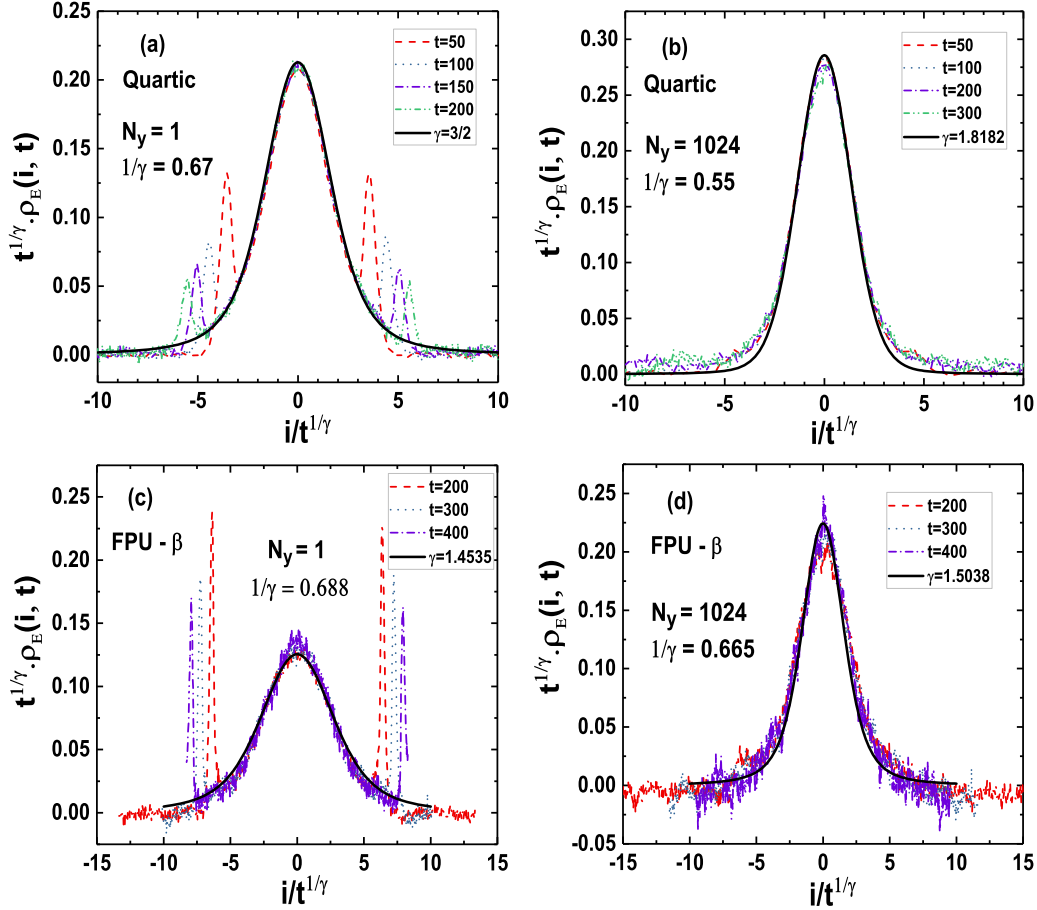 (a)
Quartic
N_y = 1
1/γ = 0.67
t=50
t=100
t=150
t=200
γ=3/2
t^{1/γ}.ρ_E(i, t)
0.20
0.15
0.10
0.05
0.00
-10
-5
0
5
10
i/t^{1/γ}
(b)
Quartic
N_y = 1024
1/γ = 0.55
t=50
t=100
t=200
t=300
γ=1.8182
t^{1/γ}.ρ_E(i, t)
0.30
0.25
0.20
0.15
0.10
0.05
0.00
-10
-5
0
5
10
i/t^{1/γ}
(c)
FPU - β
N_y = 1
1/γ = 0.688
t=200
t=300
t=400
γ=1.4535
t^{1/γ}.ρ_E(i, t)
0.25
0.20
0.15
0.10
0.05
0.00
-15
-10
-5
0
5
10
15
i/t^{1/γ}
(d)
FPU - β
N_y = 1024
1/γ = 0.665
t=200
t=300
t=400
γ=1.5038
t^{1/γ}.ρ_E(i, t)
0.25
0.20
0.15
0.10
0.05
0.00
-0.05
-15
-10
-5
0
5
10
15
i/t^{1/γ}